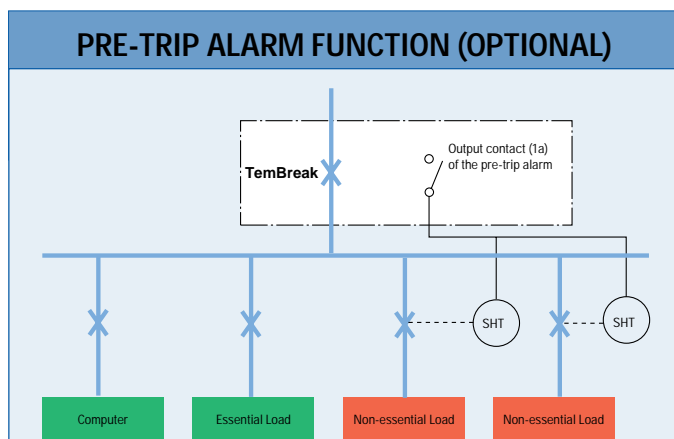 PRE-TRIP ALARM FUNCTION (OPTIONAL)
Output contact (1a)
of the pre-trip alarm
TemBreak
SHT
SHT
Computer
Essential Load
Non-essential Load
Non-essential Load